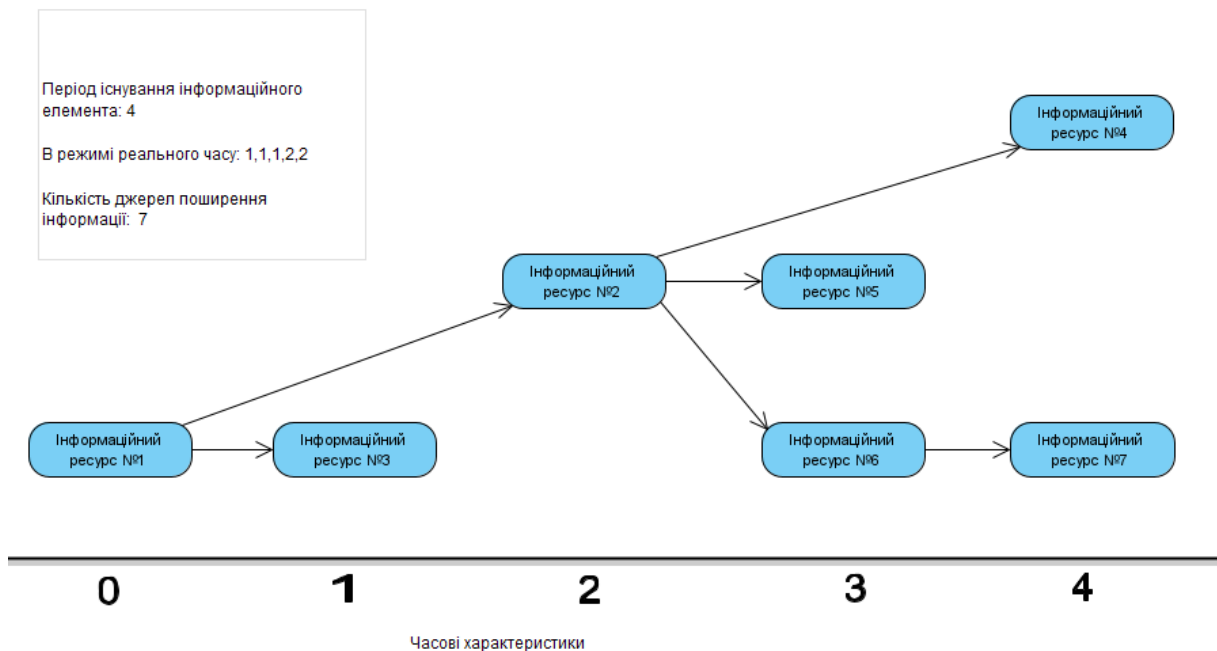 Період існування інформаційного
елемента: 4
В режимі реального часу: 1,1,1,2,2
Кількість джерел поширення
інформації:  7
Інформаційний
ресурс №4
Інформаційний
ресурс №2
Інформаційний
ресурс №5
Інформаційний
ресурс №1
Інформаційний
ресурс №3
Інформаційний
ресурс №6
Інформаційний
ресурс №7
0 1 2 3 4
Часові характеристики